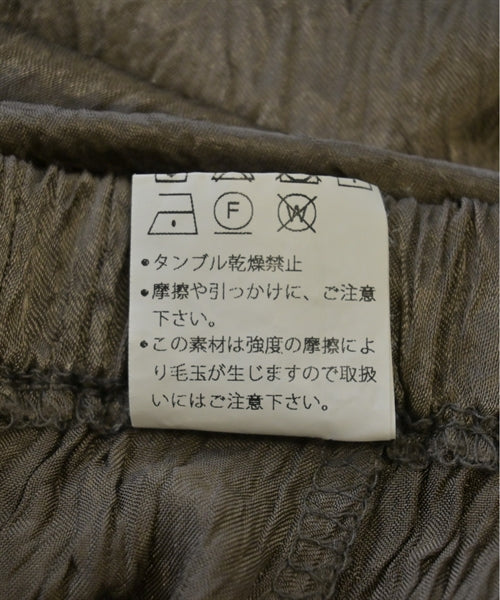 F W
•タンブル乾燥禁止
•摩擦や引っかけに、ご注意
下さい。
•この素材は強度の摩擦によ
り毛玉が生じますので取扱
いにはご注意下さい。